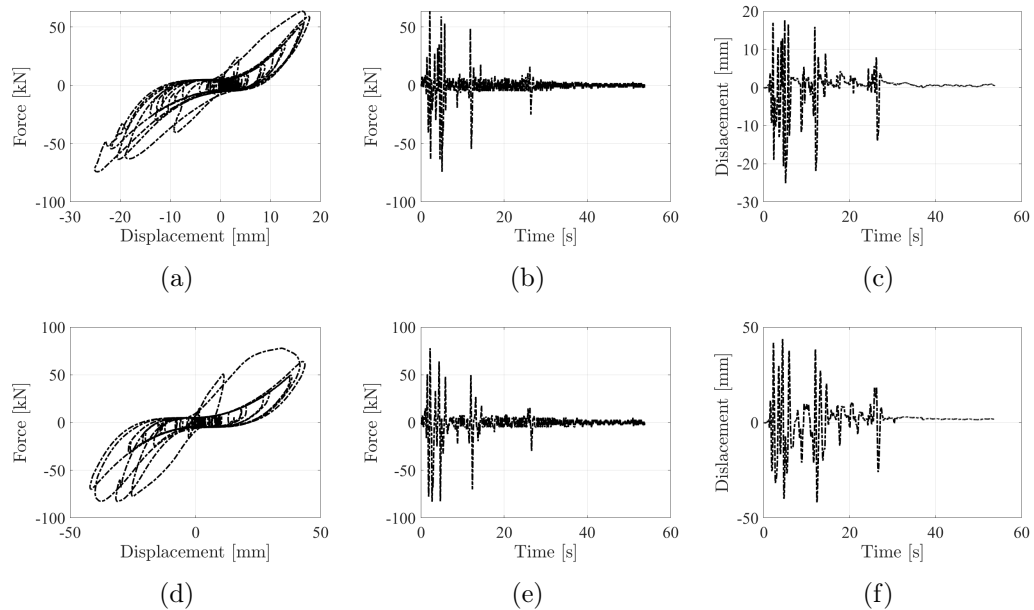 50
0
-50
-100
Force [kN]
-30 -20 -10 0 10 20
Displacement [mm]
(a)
50
0
-50
-100
Force [kN]
0 20 40 60
Time [s]
(b)
20
10
0
-10
-20
-30
Dislacement [mm]
0 20 40 60
Time [s]
(c)
100
50
0
-50
-100
Force [kN]
-50 0 50
Displacement [mm]
(d)
100
50
0
-50
-100
Force [kN]
0 20 40 60
Time [s]
(e)
50
0
-50
Displacement [mm]
0 20 40 60
Time [s]
(f)